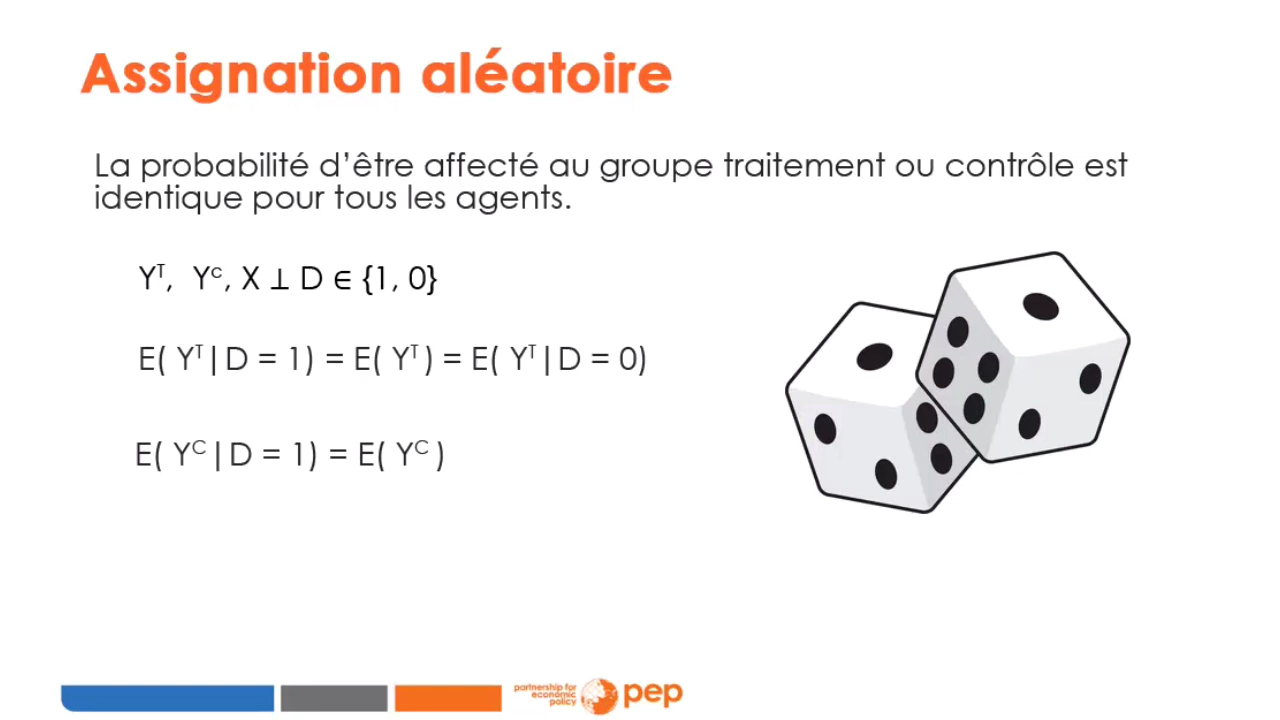 Assignation aléatoire
La probabilité d’être affecté au groupe traitement ou contrôle est
identique pour tous les agents.
Yᵀ, Yᶜ, X ⊥ D ∈ {1, 0}
E( Yᵀ|D = 1) = E( Yᵀ ) = E( Yᵀ|D = 0)
E( Yᶜ|D = 1) = E( Yᶜ )
partnership for
economic
policy
pep